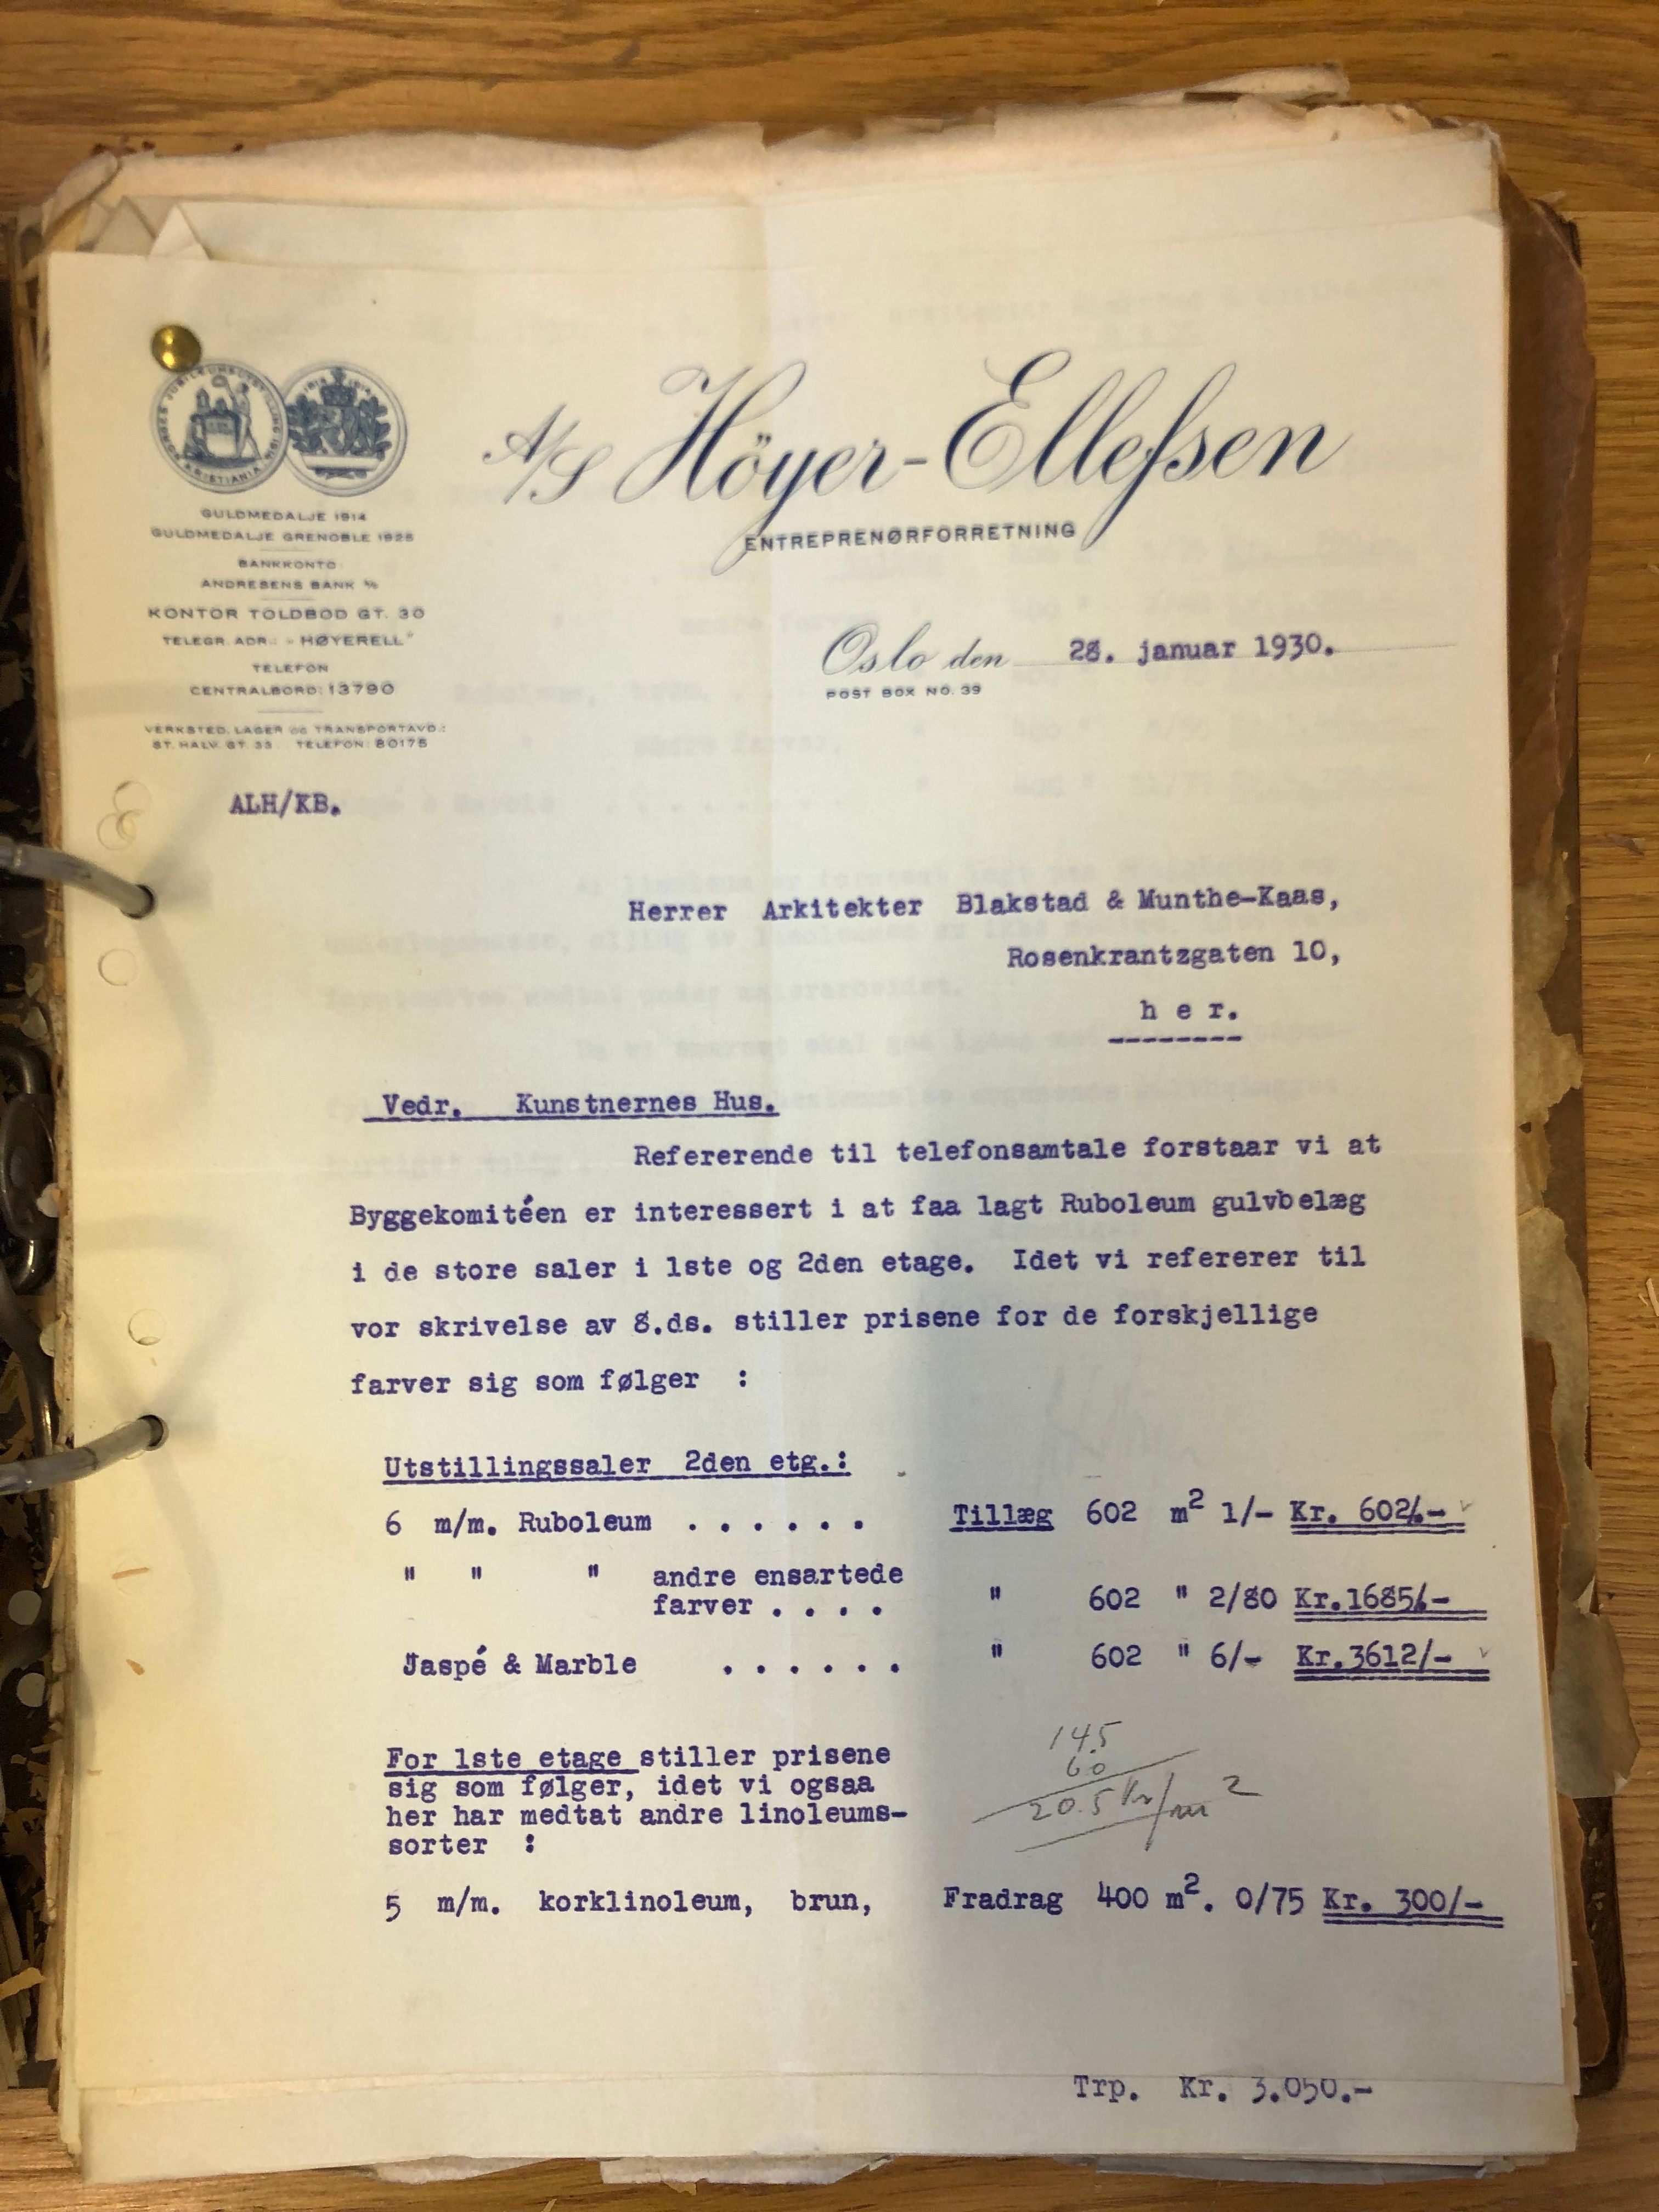 A/S Höyer-Ellefsen
ENTREPRENØRFORRETNING
GULDMEDALJE 1914
GULDMEDALJE GRENOBLE 1925
BANKKONTO
ANDRESENS BANK A/S
KONTOR TOLDBOD GT. 30
TELEGR. ADR.: "HØYERELL"
TELEFON
CENTRALBORD: 13790
VERKSTED, LAGER OG TRANSPORTAVD.:
ST. HALV. GT. 33 TELEFON: 80175
Oslo den 28. januar 1930.
POST BOX NO. 39
ALH/KB.
Herrer Arkitekter Blakstad & Munthe-Kaas,
Rosenkrantzgaten 10,
h e r.
--------
Vedr. Kunstnernes Hus.
Refererende til telefonsamtale forstaar vi at
Byggekomitéen er interessert i at faa lagt Ruboleum gulvbelæg
i de store saler i 1ste og 2den etage. Idet vi refererer til
vor skrivelse av 8.ds. stiller prisene for de forskjellige
farver sig som følger :
Utstillingssaler 2den etg.:
6 m/m. Ruboleum . . . . . . Tillæg 602 m2 1/- Kr. 602/.-
" " " andre ensartede
farver . . . . " 602 " 2/80 Kr.1685/.-
Jaspé & Marble . . . . . . " 602 " 6/- Kr.3612/-
14.5
60
20.5 Kr/m2
For 1ste etage stiller prisene
sig som følger, idet vi ogsaa
her har medtat andre linoleums-
sorter :
5 m/m. korklinoleum, brun, Fradrag 400 m2. 0/75 Kr. 300/-
Trp. Kr. 3.050.-